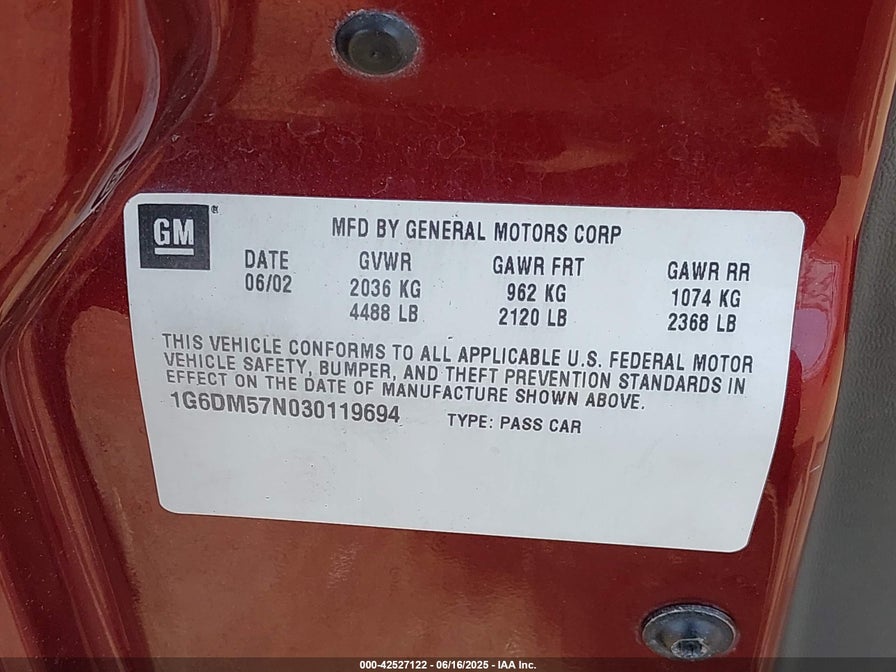 GM ®
MFD BY GENERAL MOTORS CORP
DATE GVWR GAWR FRT GAWR RR
06/02 2036 KG 962 KG 1074 KG
4488 LB 2120 LB 2368 LB
THIS VEHICLE CONFORMS TO ALL APPLICABLE U.S. FEDERAL MOTOR
VEHICLE SAFETY, BUMPER, AND THEFT PREVENTION STANDARDS IN
EFFECT ON THE DATE OF MANUFACTURE SHOWN ABOVE.
1G6DM57N030119694 TYPE: PASS CAR
000-42527122 - 06/16/2025 - IAA Inc.